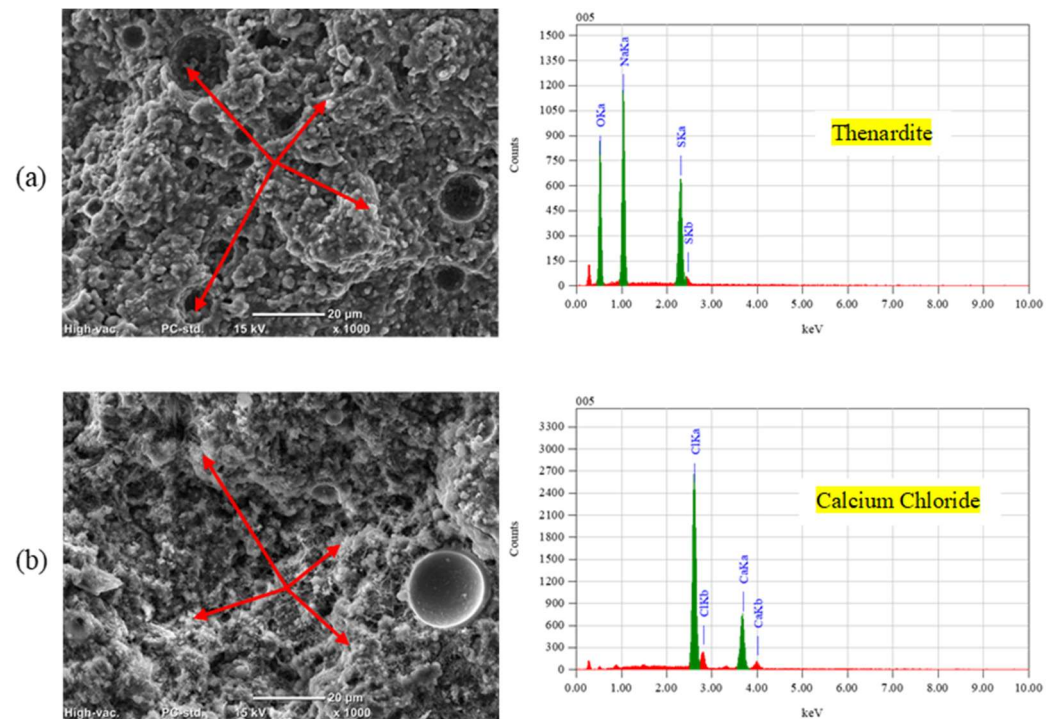 (a)
High-vac. PC-std. 15 kV 20 µm x 1000
005
Counts
1500
1350
1200
1050
900
750
600
450
300
150
0
OKa
NaKa
SKa
SKb
Thenardite
0.00 1.00 2.00 3.00 4.00 5.00 6.00 7.00 8.00 9.00 10.00
keV
(b)
High-vac. PC-std. 15 kV 20 µm x 1000
005
Counts
3300
3000
2700
2400
2100
1800
1500
1200
900
600
300
0
ClKa
ClKb
CaKa
CaKb
Calcium Chloride
0.00 1.00 2.00 3.00 4.00 5.00 6.00 7.00 8.00 9.00 10.00
keV